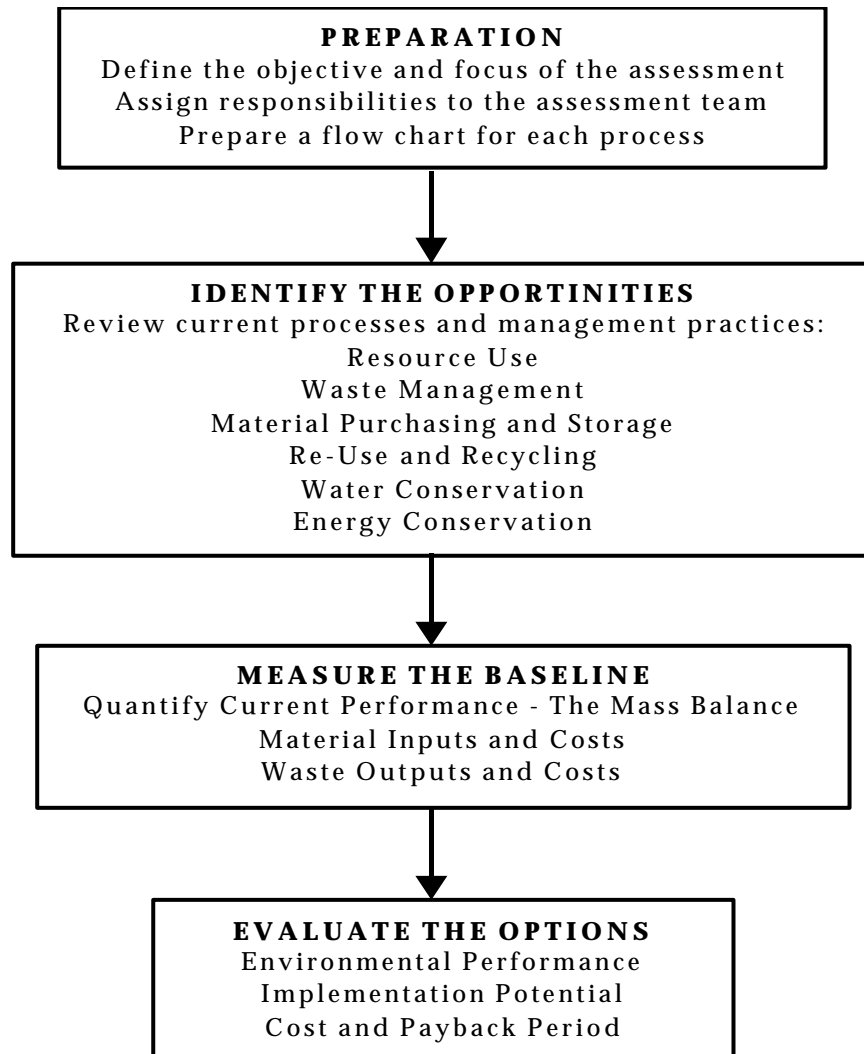 PREPARATION
Define the objective and focus of the assessment
Assign responsibilities to the assessment team
Prepare a flow chart for each process
IDENTIFY THE OPPORTINITIES
Review current processes and management practices:
Resource Use
Waste Management
Material Purchasing and Storage
Re-Use and Recycling
Water Conservation
Energy Conservation
MEASURE THE BASELINE
Quantify Current Performance - The Mass Balance
Material Inputs and Costs
Waste Outputs and Costs
EVALUATE THE OPTIONS
Environmental Performance
Implementation Potential
Cost and Payback Period